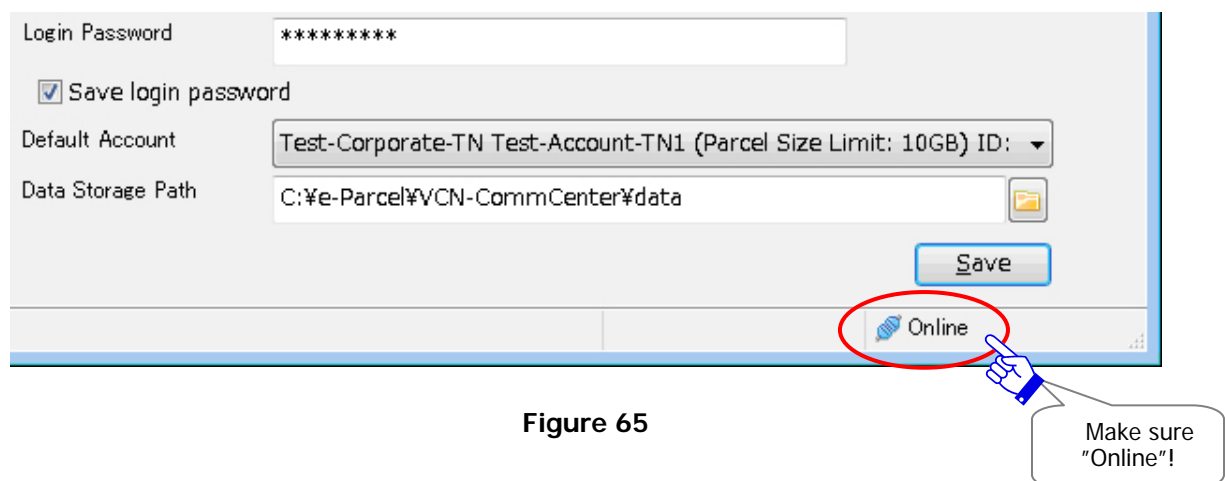 Login Password *********
Save login password
Default Account Test-Corporate-TN Test-Account-TN1 (Parcel Size Limit: 10GB) ID:
Data Storage Path C:¥e-Parcel¥VCN-CommCenter¥data
Save
Online
Figure 65
Make sure
"Online"!